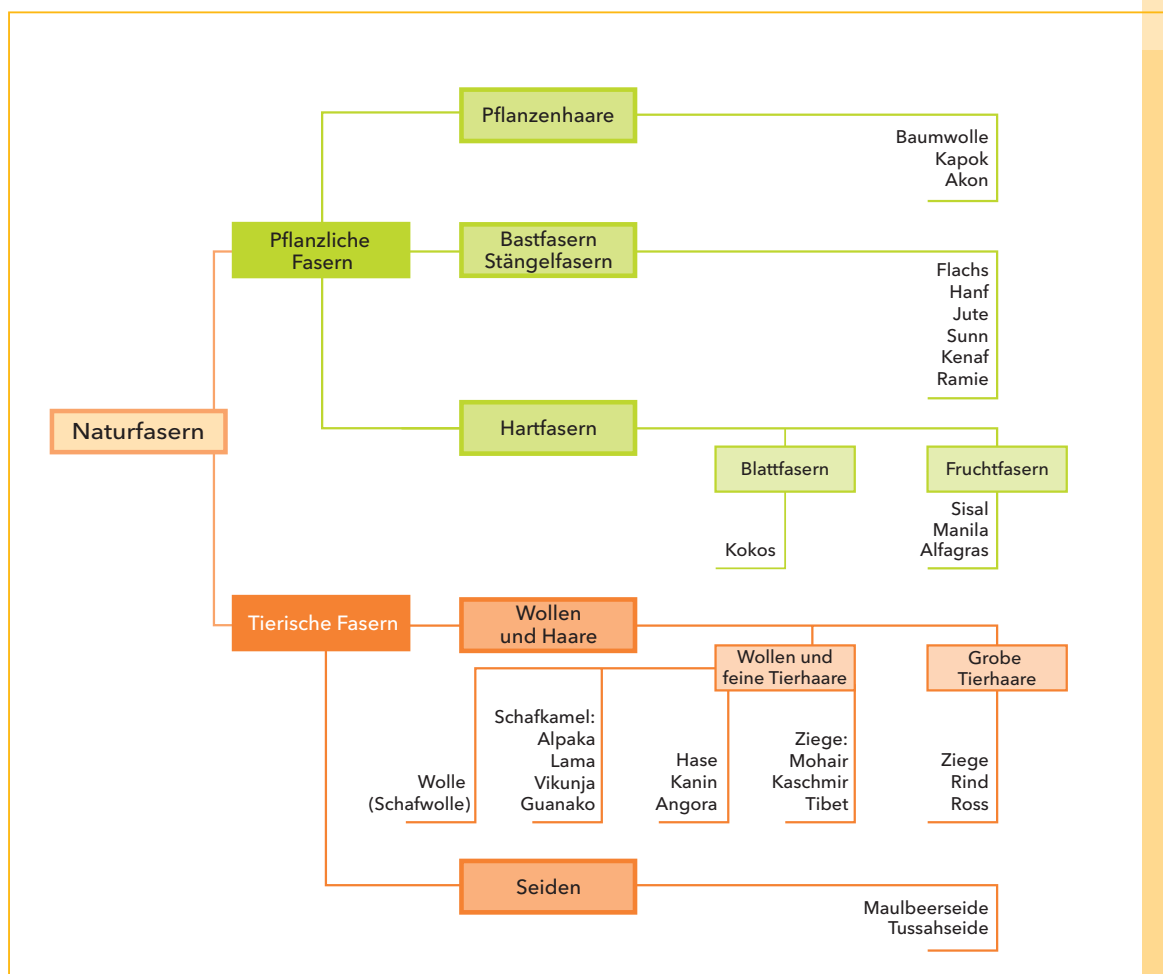 Pflanzenhaare
Baumwolle
Kapok
Akon
Pflanzliche
Fasern
Bastfasern
Stängelfasern
Flachs
Hanf
Jute
Sunn
Kenaf
Ramie
Naturfasern
Hartfasern
Blattfasern
Fruchtfasern
Kokos
Sisal
Manila
Alfagras
Tierische Fasern
Wollen
und Haare
Wollen und
feine Tierhaare
Grobe
Tierhaare
Wolle
(Schafwolle)
Schafkamel:
Alpaka
Lama
Vikunja
Guanako
Hase
Kanin
Angora
Ziege:
Mohair
Kaschmir
Tibet
Ziege
Rind
Ross
Seiden
Maulbeerseide
Tussahseide